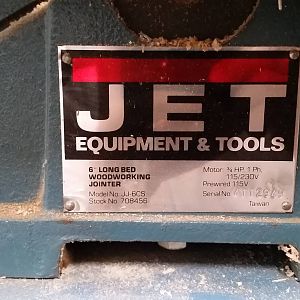 JET
EQUIPMENT & TOOLS
6" LONG BED
WOODWORKING
JOINTER
Model No. JJ-6CS
Stock No. 708456
Motor: ¾ HP. 1 Ph.
115/230V
Prewired 115V
Serial No.
Taiwan